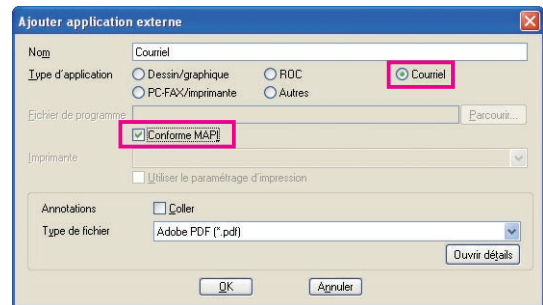 Ajouter application externe
Nom Courriel
Type d'application Dessin/graphique ROC Courriel
PC-FAX/imprimante Autres
Fichier de programme Parcourir...
Conforme MAPI
Imprimante
Utiliser le paramétrage d'impression
Annotations Coller
Type de fichier Adobe PDF (*.pdf)
Ouvrir détails
OK Annuler